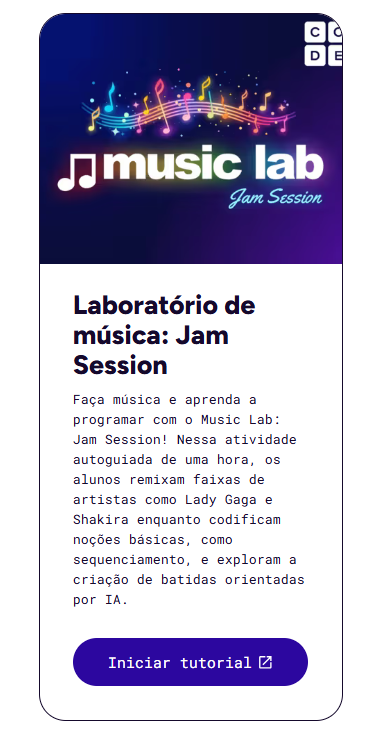 C O
D E
music lab
Jam Session
Laboratório de
música: Jam
Session
Faça música e aprenda a
programar com o Music Lab:
Jam Session! Nessa atividade
autoguiada de uma hora, os
alunos remixam faixas de
artistas como Lady Gaga e
Shakira enquanto codificam
noções básicas, como
sequenciamento, e exploram a
criação de batidas orientadas
por IA.
Iniciar tutorial